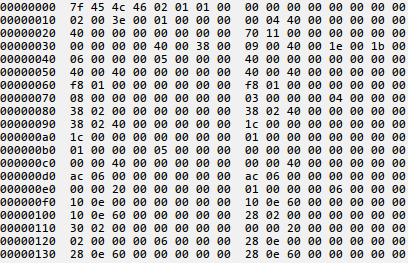 00000000 7f 45 4c 46 02 01 01 00 00 00 00 00 00 00 00 00
00000010 02 00 3e 00 01 00 00 00 00 04 40 00 00 00 00 00
00000020 40 00 00 00 00 00 00 00 70 11 00 00 00 00 00 00
00000030 00 00 00 00 40 00 38 00 09 00 40 00 1e 00 1b 00
00000040 06 00 00 00 05 00 00 00 40 00 00 00 00 00 00 00
00000050 40 00 40 00 00 00 00 00 40 00 40 00 00 00 00 00
00000060 f8 01 00 00 00 00 00 00 f8 01 00 00 00 00 00 00
00000070 08 00 00 00 00 00 00 00 03 00 00 00 04 00 00 00
00000080 38 02 00 00 00 00 00 00 38 02 40 00 00 00 00 00
00000090 38 02 40 00 00 00 00 00 1c 00 00 00 00 00 00 00
000000a0 1c 00 00 00 00 00 00 00 01 00 00 00 00 00 00 00
000000b0 01 00 00 00 05 00 00 00 00 00 00 00 00 00 00 00
000000c0 00 00 40 00 00 00 00 00 00 00 40 00 00 00 00 00
000000d0 ac 06 00 00 00 00 00 00 ac 06 00 00 00 00 00 00
000000e0 00 00 20 00 00 00 00 00 01 00 00 00 06 00 00 00
000000f0 10 0e 00 00 00 00 00 00 10 0e 60 00 00 00 00 00
00000100 10 0e 60 00 00 00 00 00 28 02 00 00 00 00 00 00
00000110 30 02 00 00 00 00 00 00 00 00 20 00 00 00 00 00
00000120 02 00 00 00 06 00 00 00 28 0e 00 00 00 00 00 00
00000130 28 0e 60 00 00 00 00 00 28 0e 60 00 00 00 00 00